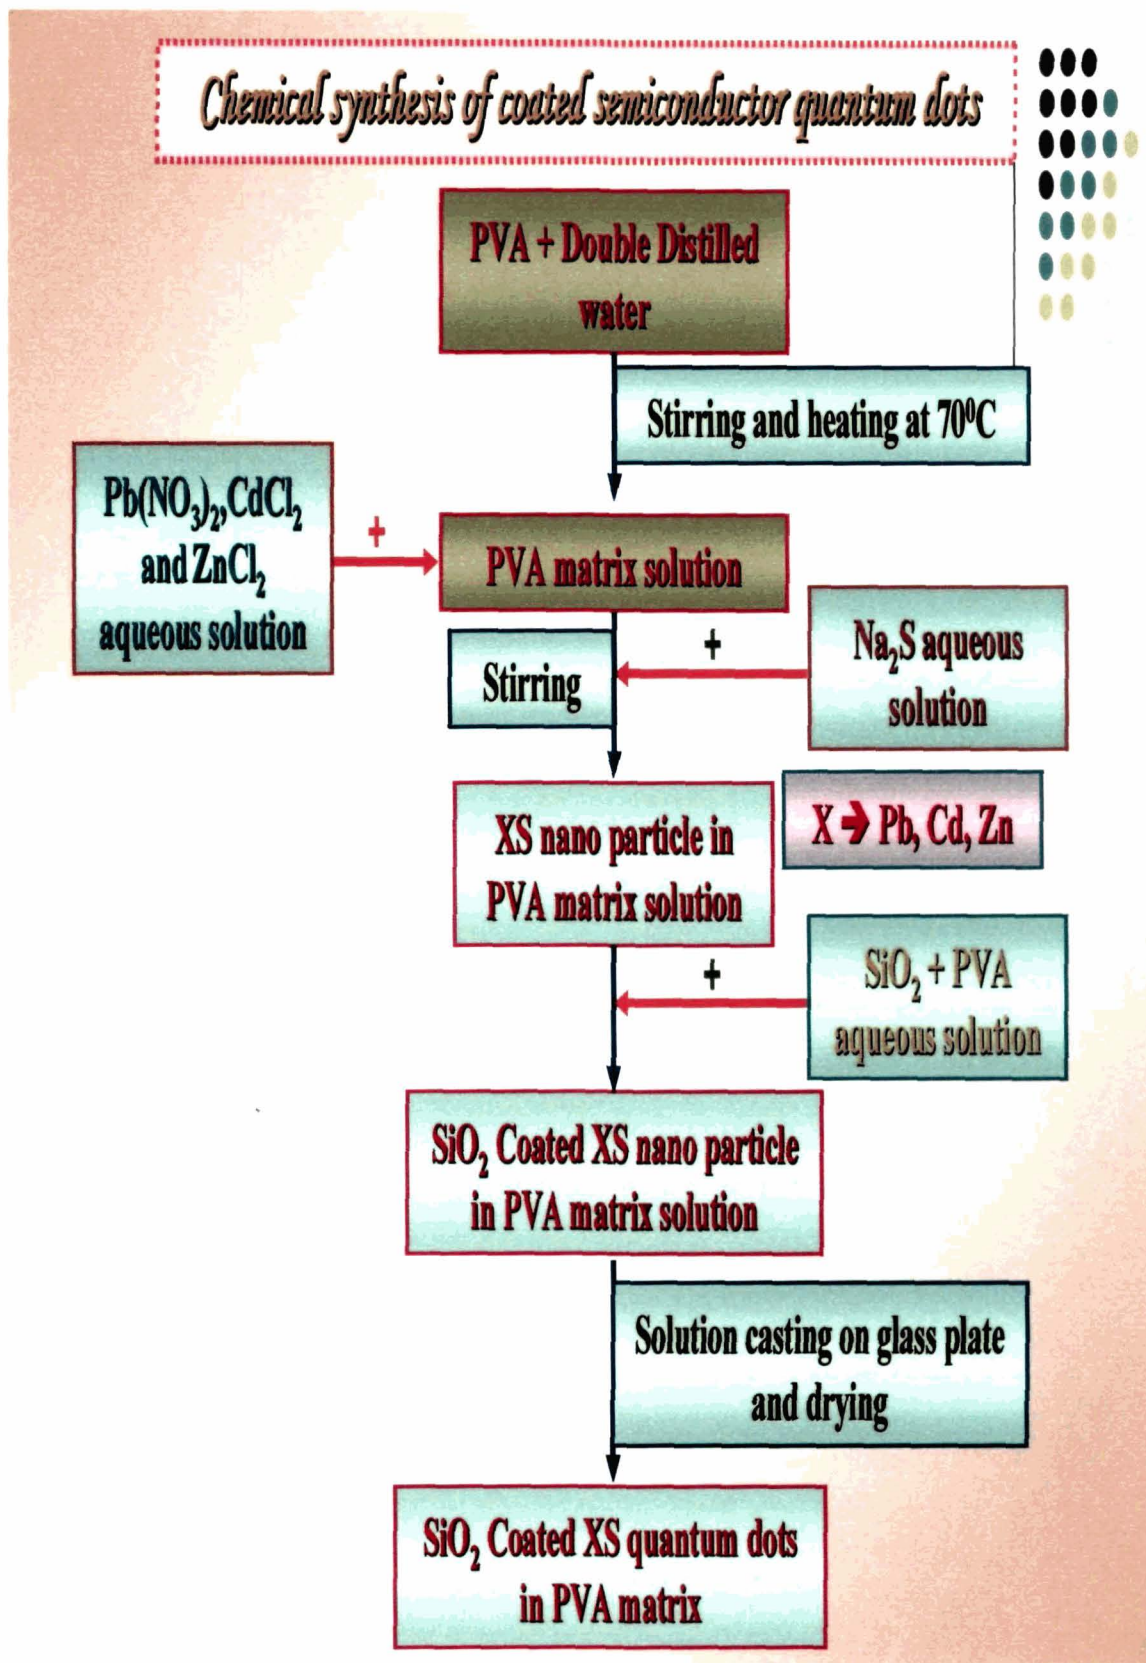 Chemical synthesis of coated semiconductor quantum dots
PVA + Double Distilled
water
Stirring and heating at 70⁰C
Pb(NO₃)₂,CdCl₂
and ZnCl₂
aqueous solution
+
PVA matrix solution
+
Stirring
Na₂S aqueous
solution
XS nano particle in
PVA matrix solution
X ➔ Pb, Cd, Zn
+
SiO₂ + PVA
aqueous solution
SiO₂ Coated XS nano particle
in PVA matrix solution
Solution casting on glass plate
and drying
SiO₂ Coated XS quantum dots
in PVA matrix